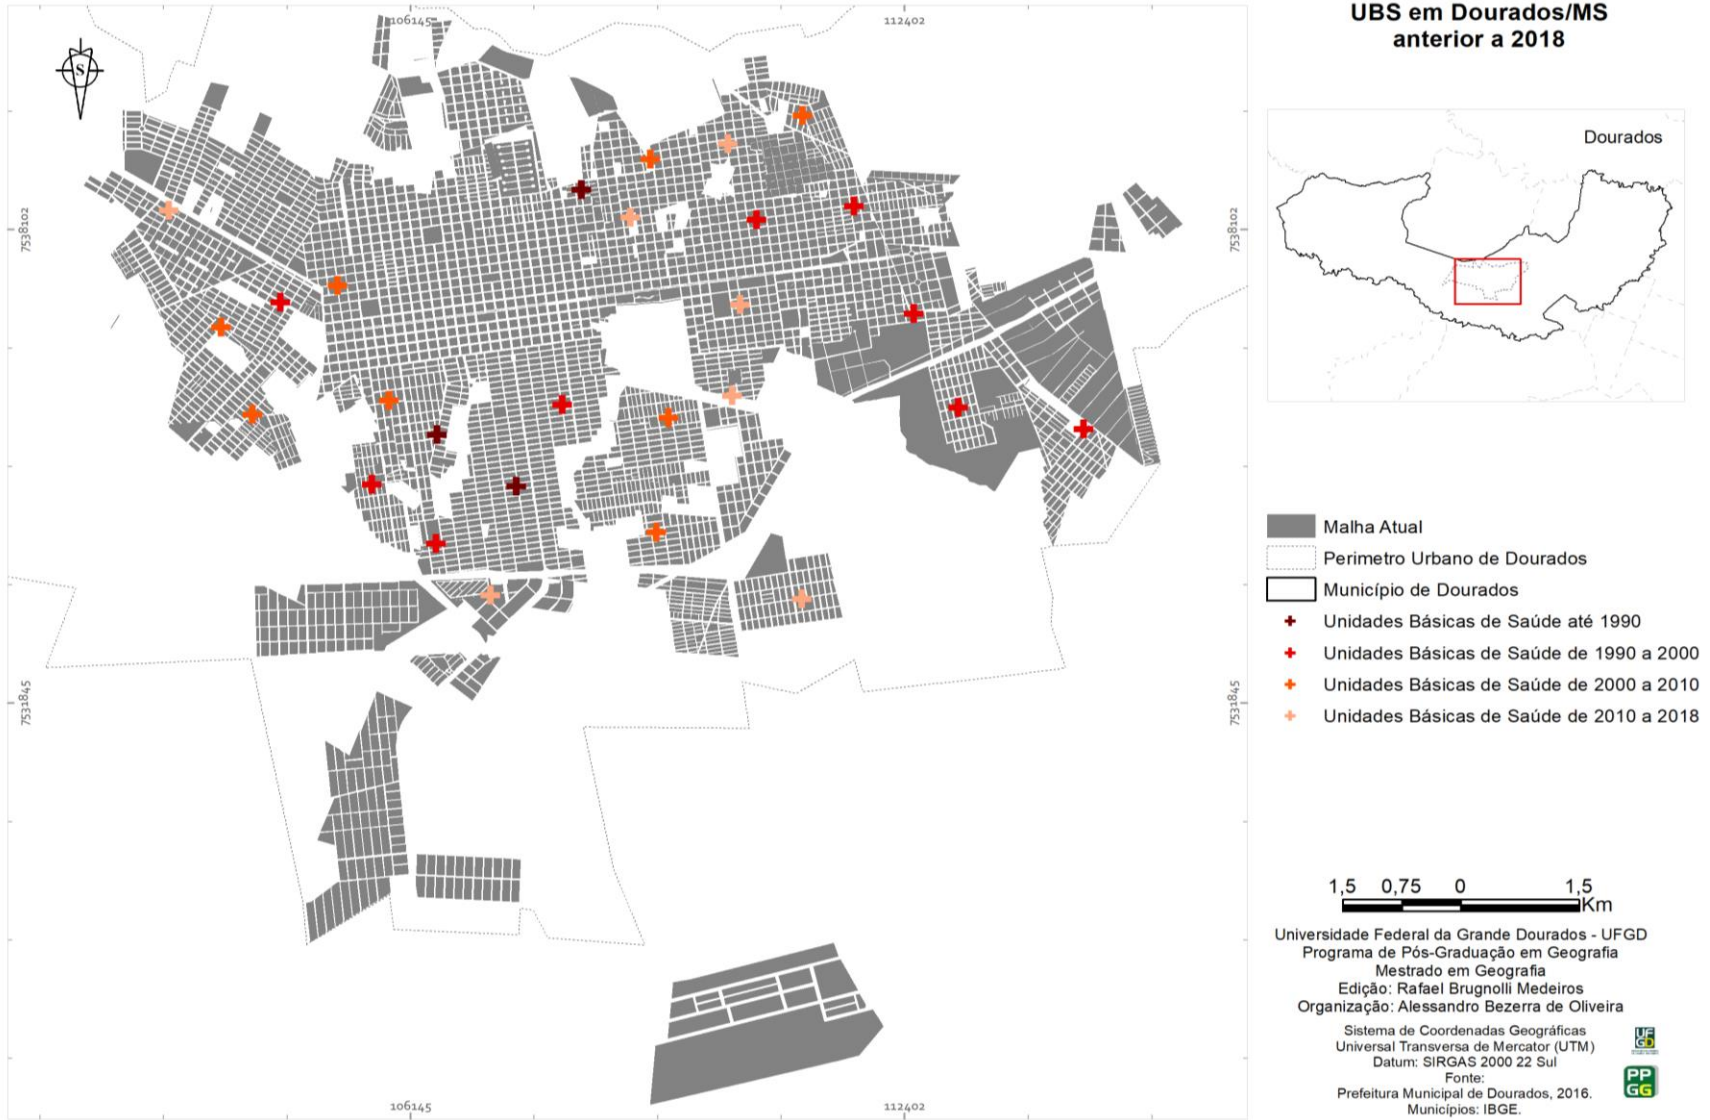 UBS em Dourados/MS
anterior a 2018
106145
112402
S
7538102
7538102
7531845
7531845
106145
112402
Dourados
Malha Atual
Perimetro Urbano de Dourados
Município de Dourados
Unidades Básicas de Saúde até 1990
Unidades Básicas de Saúde de 1990 a 2000
Unidades Básicas de Saúde de 2000 a 2010
Unidades Básicas de Saúde de 2010 a 2018
1,5 0,75 0 1,5
Km
Universidade Federal da Grande Dourados - UFGD
Programa de Pós-Graduação em Geografia
Mestrado em Geografia
Edição: Rafael Brugnolli Medeiros
Organização: Alessandro Bezerra de Oliveira
Sistema de Coordenadas Geográficas
Universal Transversa de Mercator (UTM)
Datum: SIRGAS 2000 22 Sul
Fonte:
Prefeitura Municipal de Dourados, 2016.
Municípios: IBGE.
UF
GD
PP
GG